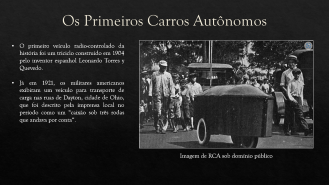 Os Primeiros Carros Autônomos
• O primeiro veículo radio-controlado da
história foi um triciclo construído em 1904
pelo inventor espanhol Leonardo Torres y
Quevedo.
• Já em 1921, os militares americanos
exibiam um veículo para transporte de
carga nas ruas de Dayton, cidade de Ohio,
que foi descrito pela imprensa local no
período como um "caixão sob três rodas
que andava por conta".
Imagem de RCA sob domínio público